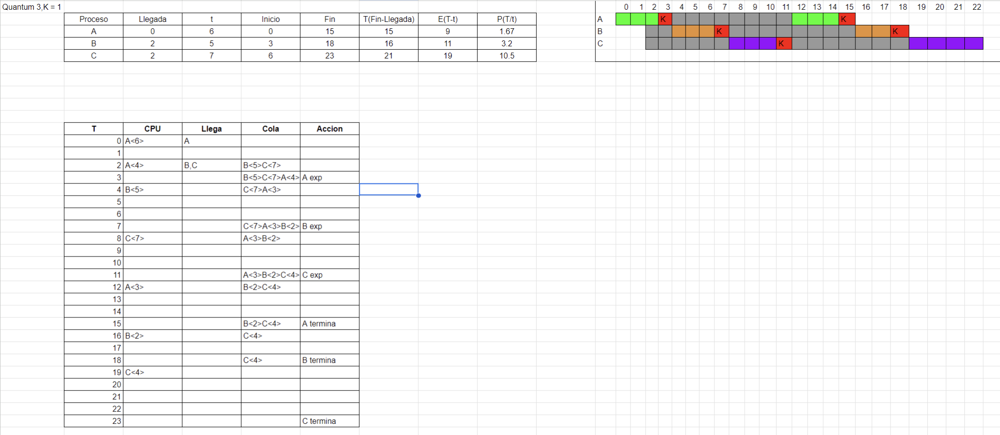 Quantum 3,K = 1
0 1 2 3 4 5 6 7 8 9 10 11 12 13 14 15 16 17 18 19 20 21 22
Proceso Llegada t Inicio Fin T(Fin-Llegada) E(T-t) P(T/t)
A K K
A 0 6 0 15 15 9 1.67
B K K
B 2 5 3 18 16 11 3.2
C K
C 2 7 6 23 21 19 10.5
T CPU Llega Cola Accion
0 A<6> A
1
2 A<4> B,C B<5>C<7>
3 B<5>C<7>A<4> A exp
4 B<5> C<7>A<3>
5
6
7 C<7>A<3>B<2> B exp
8 C<7> A<3>B<2>
9
10
11 A<3>B<2>C<4> C exp
12 A<3> B<2>C<4>
13
14
15 B<2>C<4> A termina
16 B<2> C<4>
17
18 C<4> B termina
19 C<4>
20
21
22
23 C termina